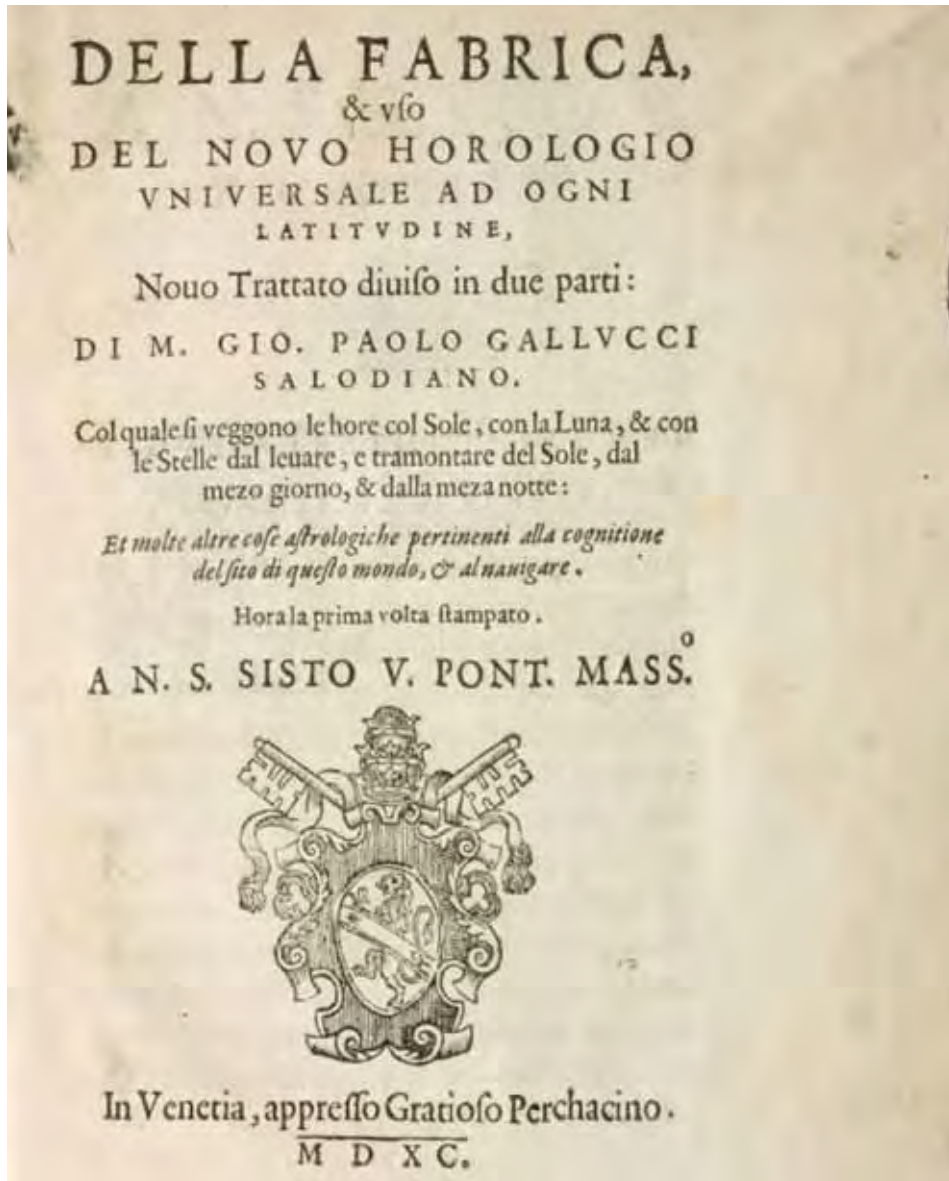 DELLA FABRICA,
& vſo
DEL NOVO HOROLOGIO
VNIVERSALE AD OGNI
LATITVDINE,
Nouo Trattato diuiſo in due parti:
DI M. GIO. PAOLO GALLVCCI
SALODIANO.
Col quale ſi veggono le hore col Sole, con la Luna, & con
le Stelle dal leuare, e tramontare del Sole, dal
mezo giorno, & dalla meza notte:
Et molte altre coſe aſtrologiche pertinenti alla cognitione
del ſito di queſto mondo, & al nauigare.
Hora la prima volta ſtampato.
A N. S. SISTO V. PONT. MASS.º
In Venetia, appreſſo Gratioſo Perchacino.
M D X C.